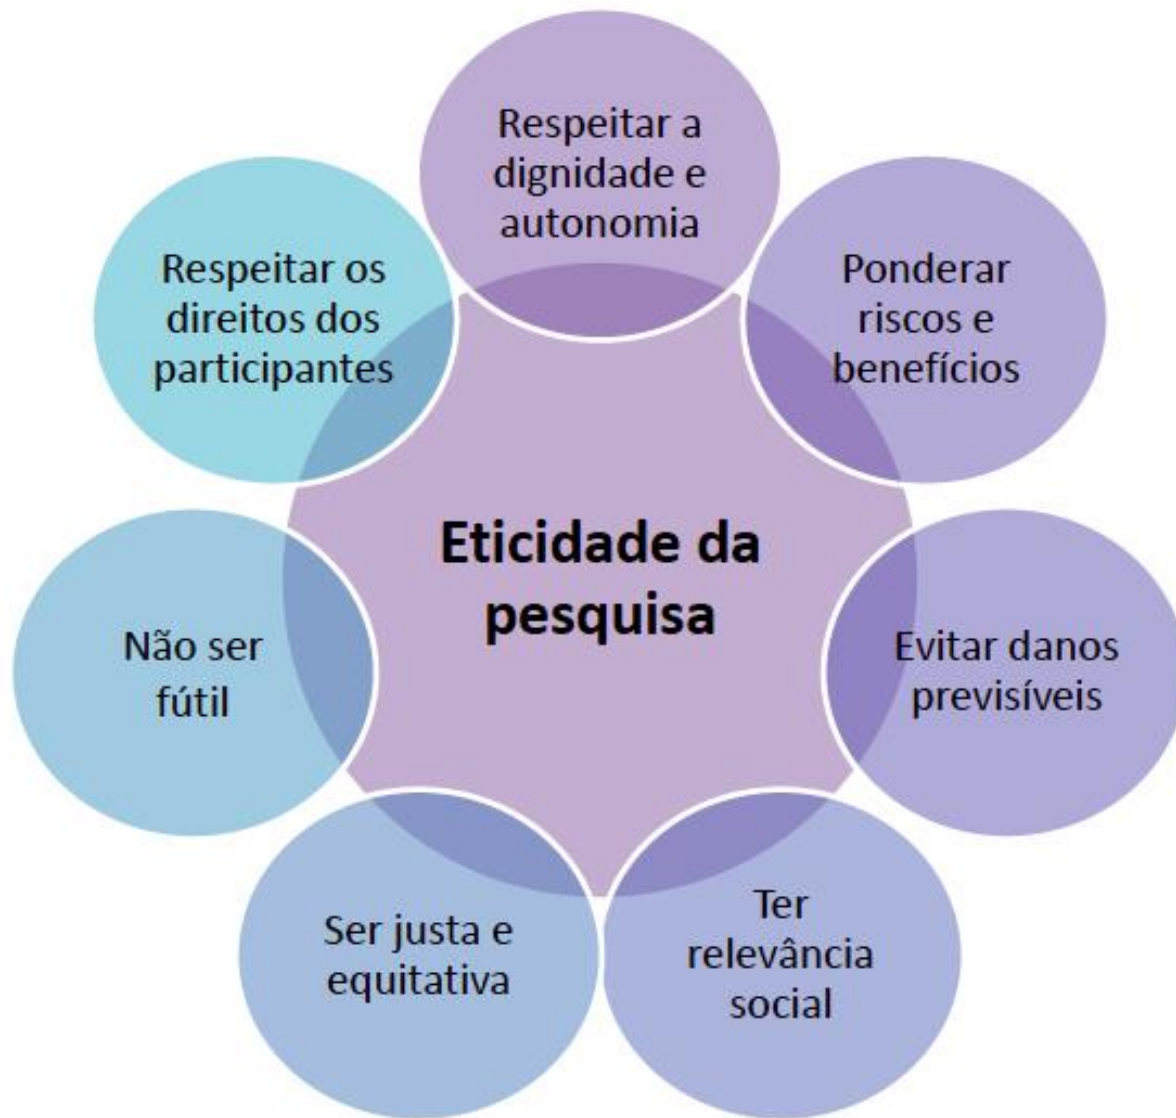 Respeitar a
dignidade e
autonomia
Ponderar
riscos e
benefícios
Evitar danos
previsíveis
Ter
relevância
social
Ser justa e
equitativa
Não ser
fútil
Respeitar os
direitos dos
participantes
Eticidade da
pesquisa